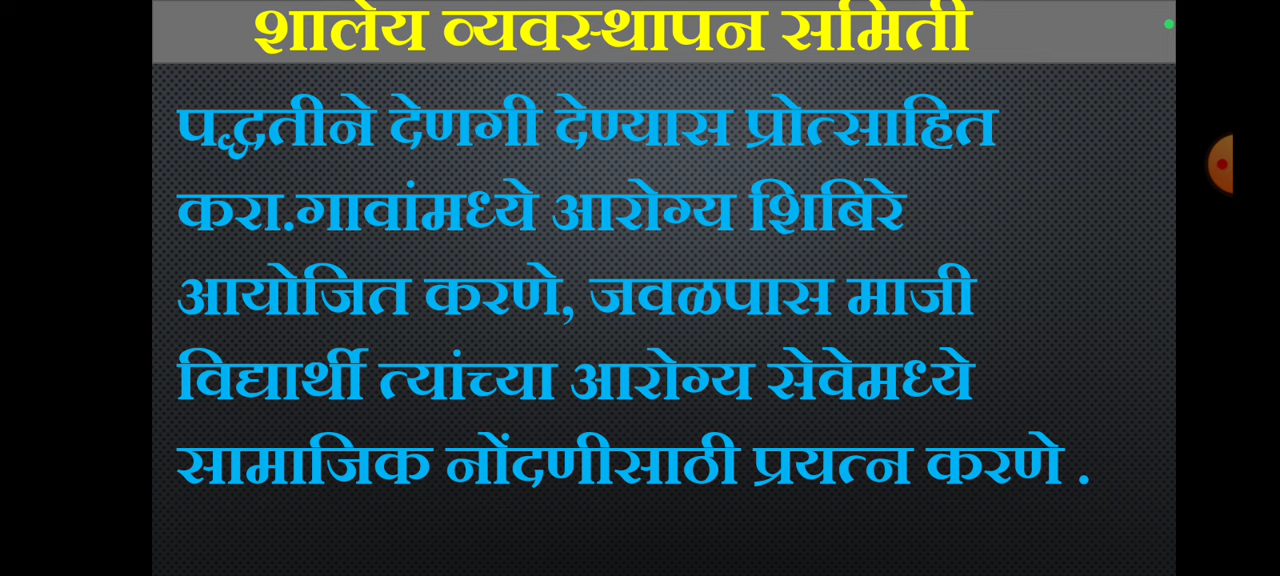 शालेय व्यवस्थापन समिती
पद्धतीने देणगी देण्यास प्रोत्साहित
करा.गावांमध्ये आरोग्य शिबिरे
आयोजित करणे, जवळपास माजी
विद्यार्थी त्यांच्या आरोग्य सेवेमध्ये
सामाजिक नोंदणीसाठी प्रयत्न करणे .